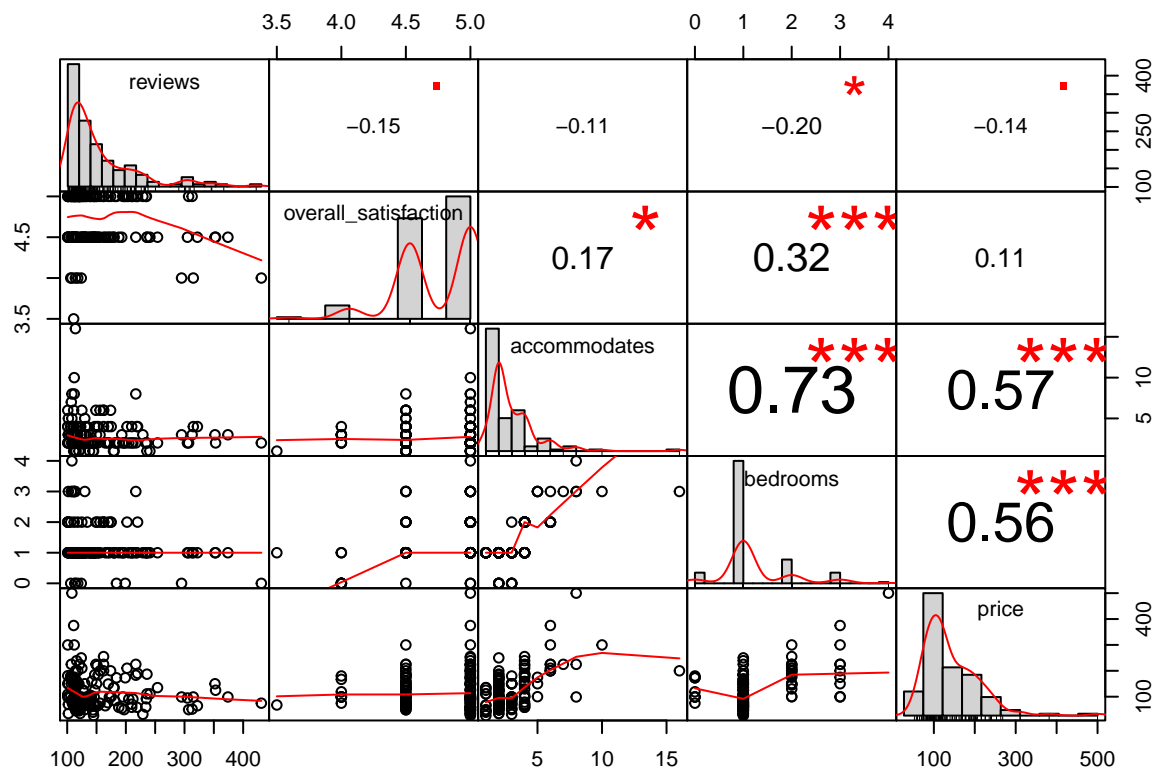 3.5 4.0 4.5 5.0 0 1 2 3 4
reviews
−0.15 −0.11 −0.20 * −0.14
100 250 400
overall_satisfaction
0.17 * 0.32 *** 0.11
3.5 4.5
accommodates
0.73 *** 0.57 ***
5 10
bedrooms
0.56 ***
0 1 2 3 4
price
100 400
100 200 300 400 5 10 15 100 300 500